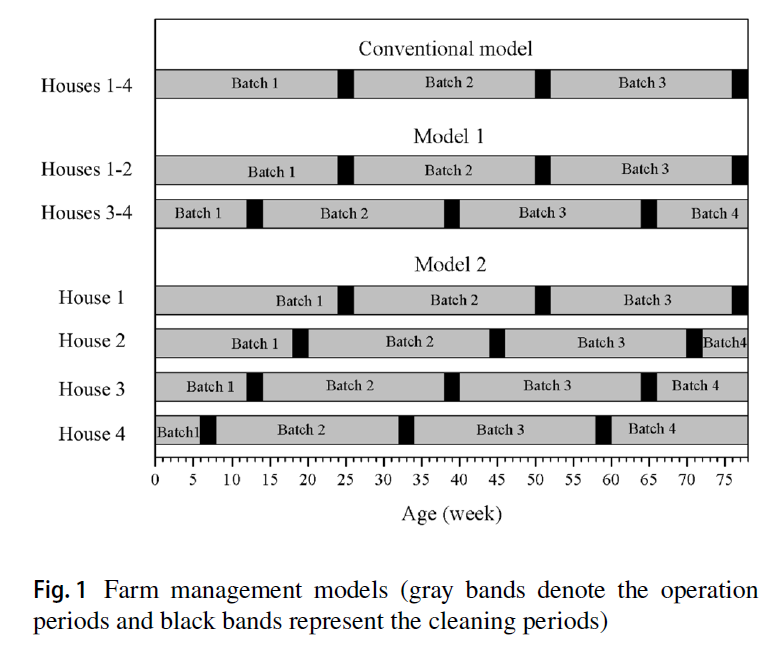 Conventional model
Houses 1-4 Batch 1 Batch 2 Batch 3
Model 1
Houses 1-2 Batch 1 Batch 2 Batch 3
Houses 3-4 Batch 1 Batch 2 Batch 3 Batch 4
Model 2
House 1 Batch 1 Batch 2 Batch 3
House 2 Batch 1 Batch 2 Batch 3 Batch4
House 3 Batch 1 Batch 2 Batch 3 Batch 4
House 4 Batch1 Batch 2 Batch 3 Batch 4
0 5 10 15 20 25 30 35 40 45 50 55 60 65 70 75
Age (week)
Fig. 1 Farm management models (gray bands denote the operation
periods and black bands represent the cleaning periods)